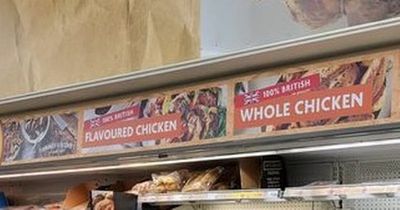 100% BRITISH
FLAVOURED CHICKEN
100% BRITISH
WHOLE CHICKEN